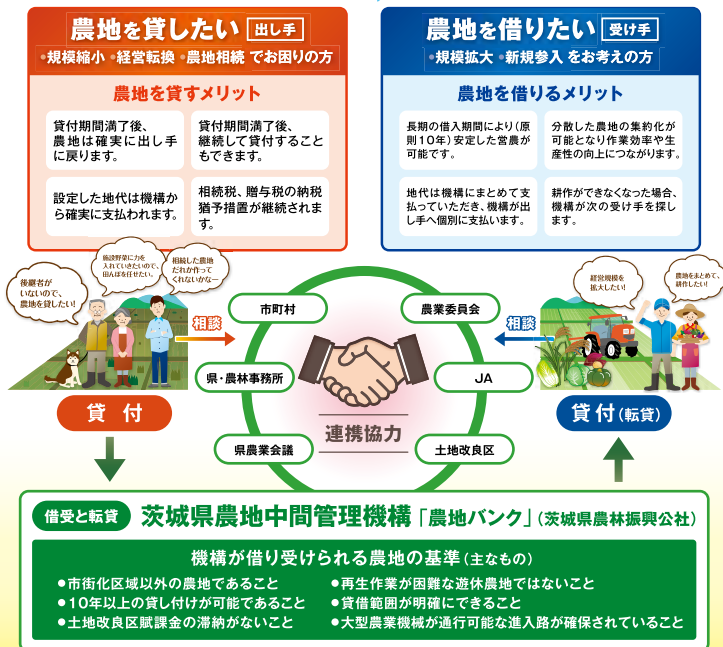 農地を貸したい 出し手
•規模縮小 •経営転換 •農地相続 でお困りの方
農地を貸すメリット
貸付期間満了後、
農地は確実に出し手
に戻ります。
貸付期間満了後、
継続して貸付すること
もできます。
設定した地代は機構か
ら確実に支払われます。
相続税、贈与税の納税
猶予措置が継続されま
す。
農地を借りたい 受け手
•規模拡大 •新規参入 をお考えの方
農地を借りるメリット
長期の借入期間により(原
則10年)安定した営農が
可能です。
分散した農地の集約化が
可能となり作業効率や生
産性の向上につながります。
地代は機構にまとめて支
払っていただき、機構が出
し手へ個別に支払います。
耕作ができなくなった場合、
機構が次の受け手を探し
ます。
後継者が
いないので、
農地を貸したい!
施設野菜に力を
入れていきたいので、
田んぼを任せたい。
相続した農地
だれか作って
くれないかな―
相談
市町村
県・農林事務所
県農業会議
農業委員会
JA
土地改良区
連携協力
相談
経営規模を
拡大したい!
農地をまとめて、
耕作したい!
貸付
貸付(転貸)
借受と転貸 茨城県農地中間管理機構「農地バンク」(茨城県農林振興公社)
機構が借り受けられる農地の基準(主なもの)
●市街化区域以外の農地であること
●10年以上の貸し付けが可能であること
●土地改良区賦課金の滞納がないこと
●再生作業が困難な遊休農地ではないこと
●貸借範囲が明確にできること
●大型農業機械が通行可能な進入路が確保されていること